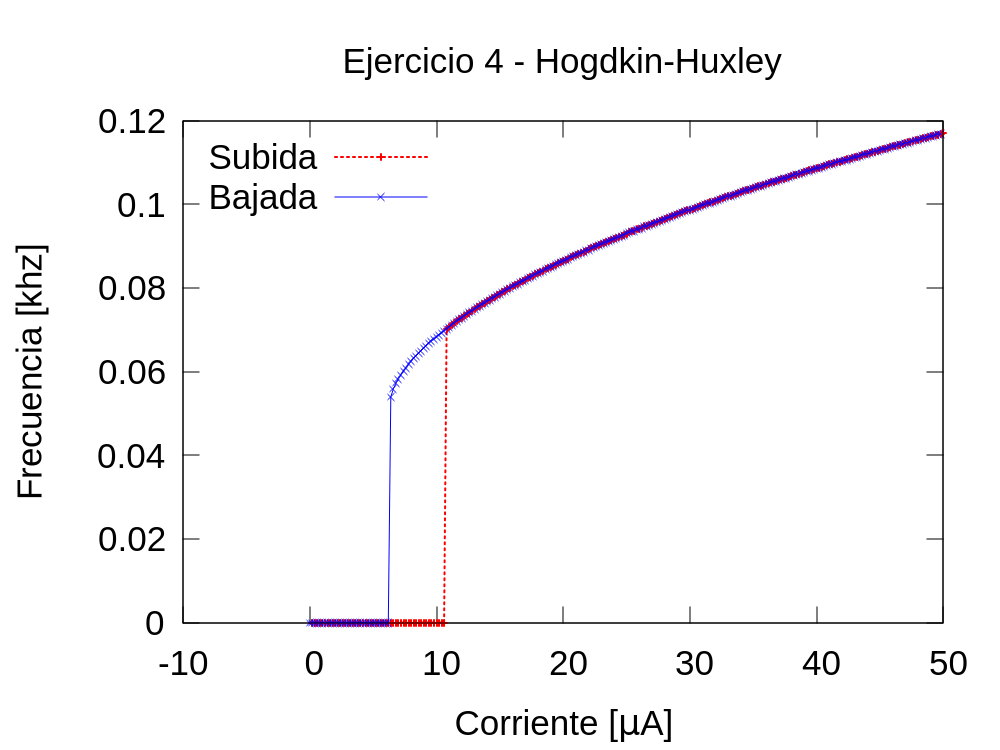 Ejercicio 4 - Hogdkin-Huxley
0.12
0.1
0.08
0.06
0.04
0.02
0
Subida
Bajada
Frecuencia [khz]
-10 0 10 20 30 40 50
Corriente [µA]